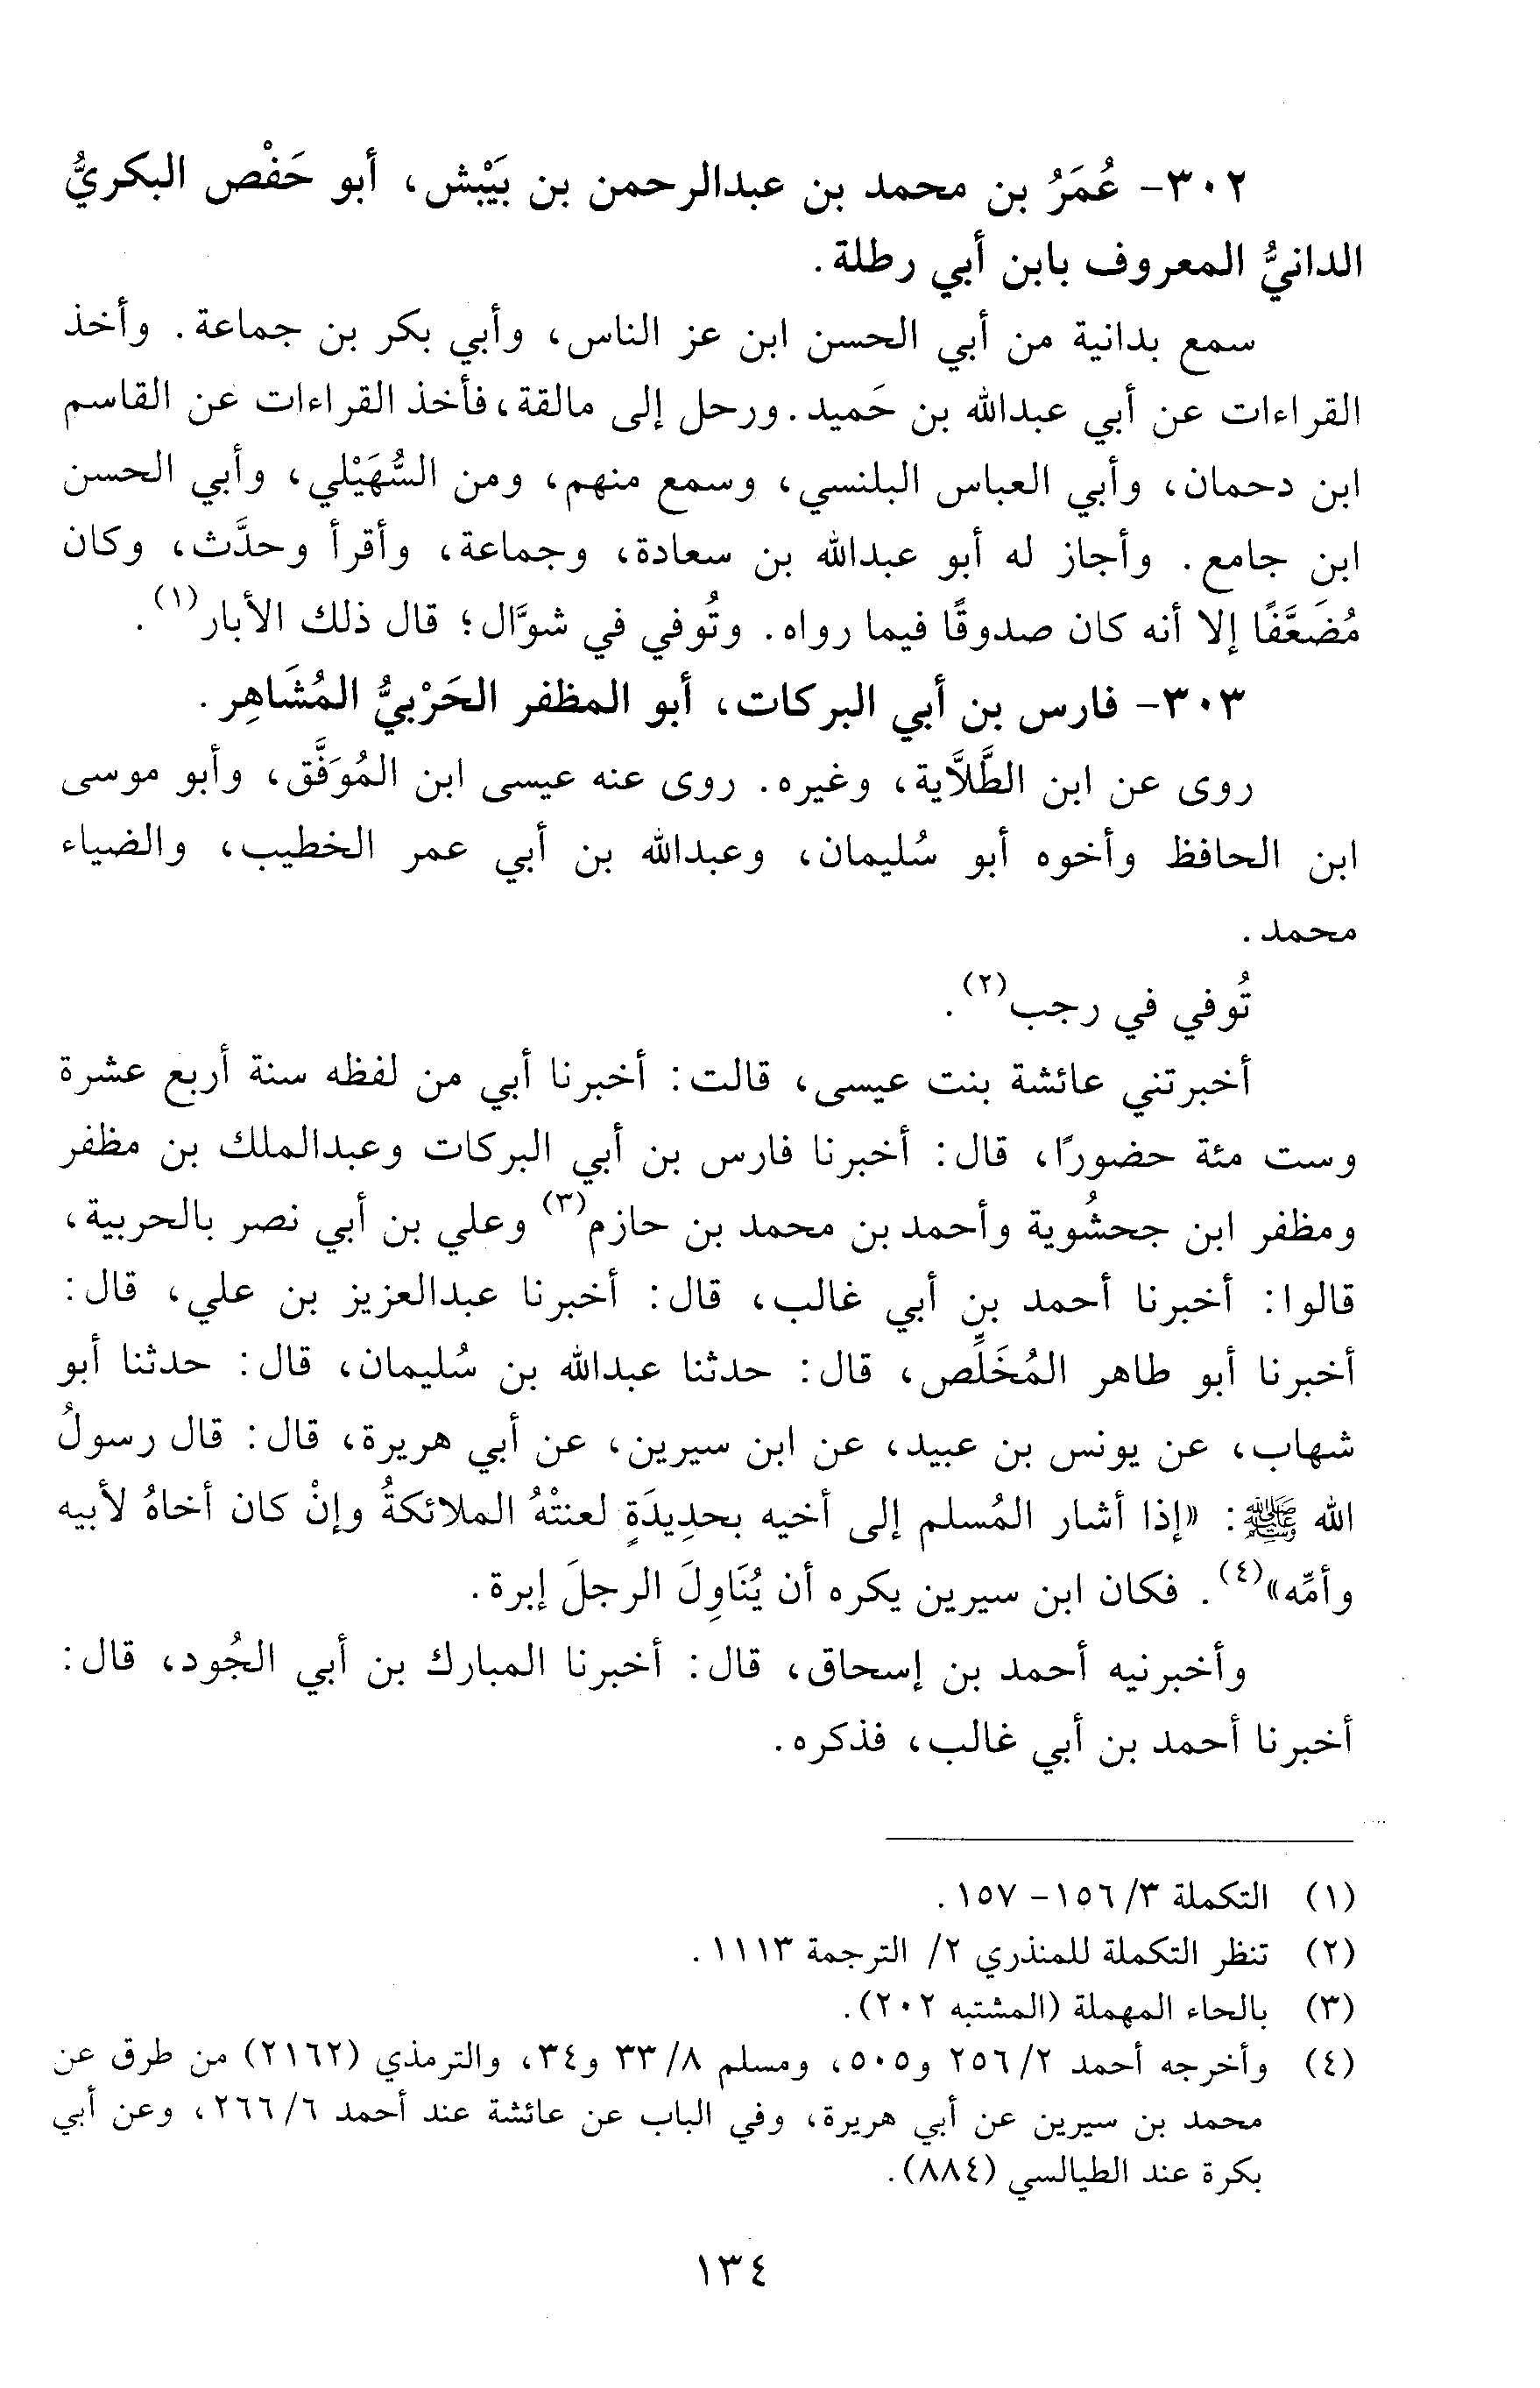 ٣٠٢- عُمَرُ بن محمد بن عبدالرحمن بن بَيْبش، أبو حَفْص البكريُّ
الدانيُّ المعروف بابن أبي رطلة.
سمع بدانية من أبي الحسن ابن عز الناس، وأبي بكر بن جماعة. وأخذ
القراءات عن أبي عبدالله بن حَميد. ورحل إلى مالقة، فأخذ القراءات عن القاسم
ابن دحمان، وأبي العباس البلنسي، وسمع منهم، ومن السُّهَيْلي، وأبي الحسن
ابن جامع. وأجاز له أبو عبدالله بن سعادة، وجماعة، وأقرأ وحدَّث، وكان
مُضَعَّفًا إلا أنه كان صدوقًا فيما رواه. وتُوفي في شوَّال؛ قال ذلك الأبار(١).
٣٠٣- فارس بن أبي البركات، أبو المظفر الحَرْبيُّ المُشَاهِر.
روى عن ابن الطَّلَّاية، وغيره. روى عنه عيسى ابن المُوَفَّق، وأبو موسى
ابن الحافظ وأخوه أبو سُليمان، وعبدالله بن أبي عمر الخطيب، والضياء
محمد.
تُوفي في رجب(٢).
أخبرتني عائشة بنت عيسى، قالت: أخبرنا أبي من لفظه سنة أربع عشرة
وست مئة حضورًا، قال: أخبرنا فارس بن أبي البركات وعبدالملك بن مظفر
ومظفر ابن جحشُوية وأحمد بن محمد بن حازم(٣) وعلي بن أبي نصر بالحربية،
قالوا: أخبرنا أحمد بن أبي غالب، قال: أخبرنا عبدالعزيز بن علي، قال:
أخبرنا أبو طاهر المُخَلِّص، قال: حدثنا عبدالله بن سُليمان، قال: حدثنا أبو
شهاب، عن يونس بن عبيد، عن ابن سيرين، عن أبي هريرة، قال: قال رسولُ
الله ﷺ: «إذا أشار المُسلم إلى أخيه بحدِيدَةٍ لعنتْهُ الملائكةُ وإنْ كان أخاهُ لأبيه
وأمِّه»(٤). فكان ابن سيرين يكره أن يُنَاوِلَ الرجلَ إبرة.
وأخبرنيه أحمد بن إسحاق، قال: أخبرنا المبارك بن أبي الجُود، قال:
أخبرنا أحمد بن أبي غالب، فذكره.
(١) التكملة ٣/ ١٥٦- ١٥٧.
(٢) تنظر التكملة للمنذري ٢/ الترجمة ١١١٣.
(٣) بالحاء المهملة (المشتبه ٢٠٢).
(٤) وأخرجه أحمد ٢/ ٢٥٦ و٥٠٥، ومسلم ٨/ ٣٣ و٣٤، والترمذي (٢١٦٢) من طرق عن
محمد بن سيرين عن أبي هريرة، وفي الباب عن عائشة عند أحمد ٦/ ٢٦٦، وعن أبي
بكرة عند الطيالسي (٨٨٤).
١٣٤